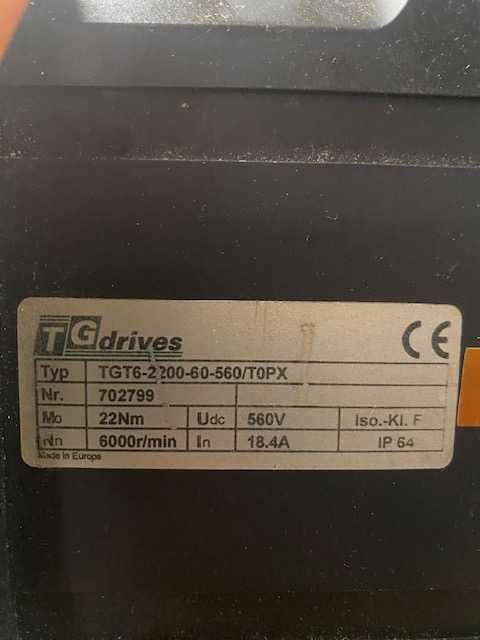 TGdrives CE
Typ TGT6-2200-60-560/T0PX
Nr. 702799
Mo 22Nm Udc 560V Iso.-Kl. F
nn 6000r/min In 18.4A IP 64
Made in Europe